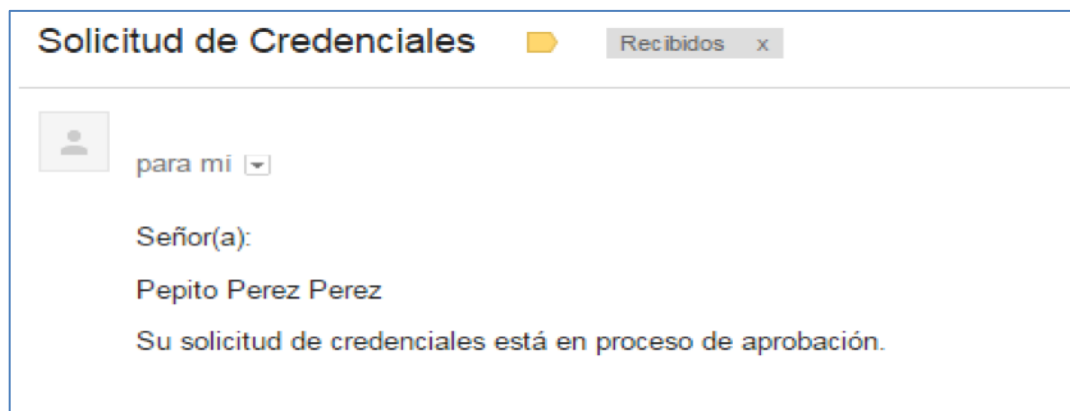 Solicitud de Credenciales Recibidos x
para mi
Señor(a):
Pepito Perez Perez
Su solicitud de credenciales está en proceso de aprobación.